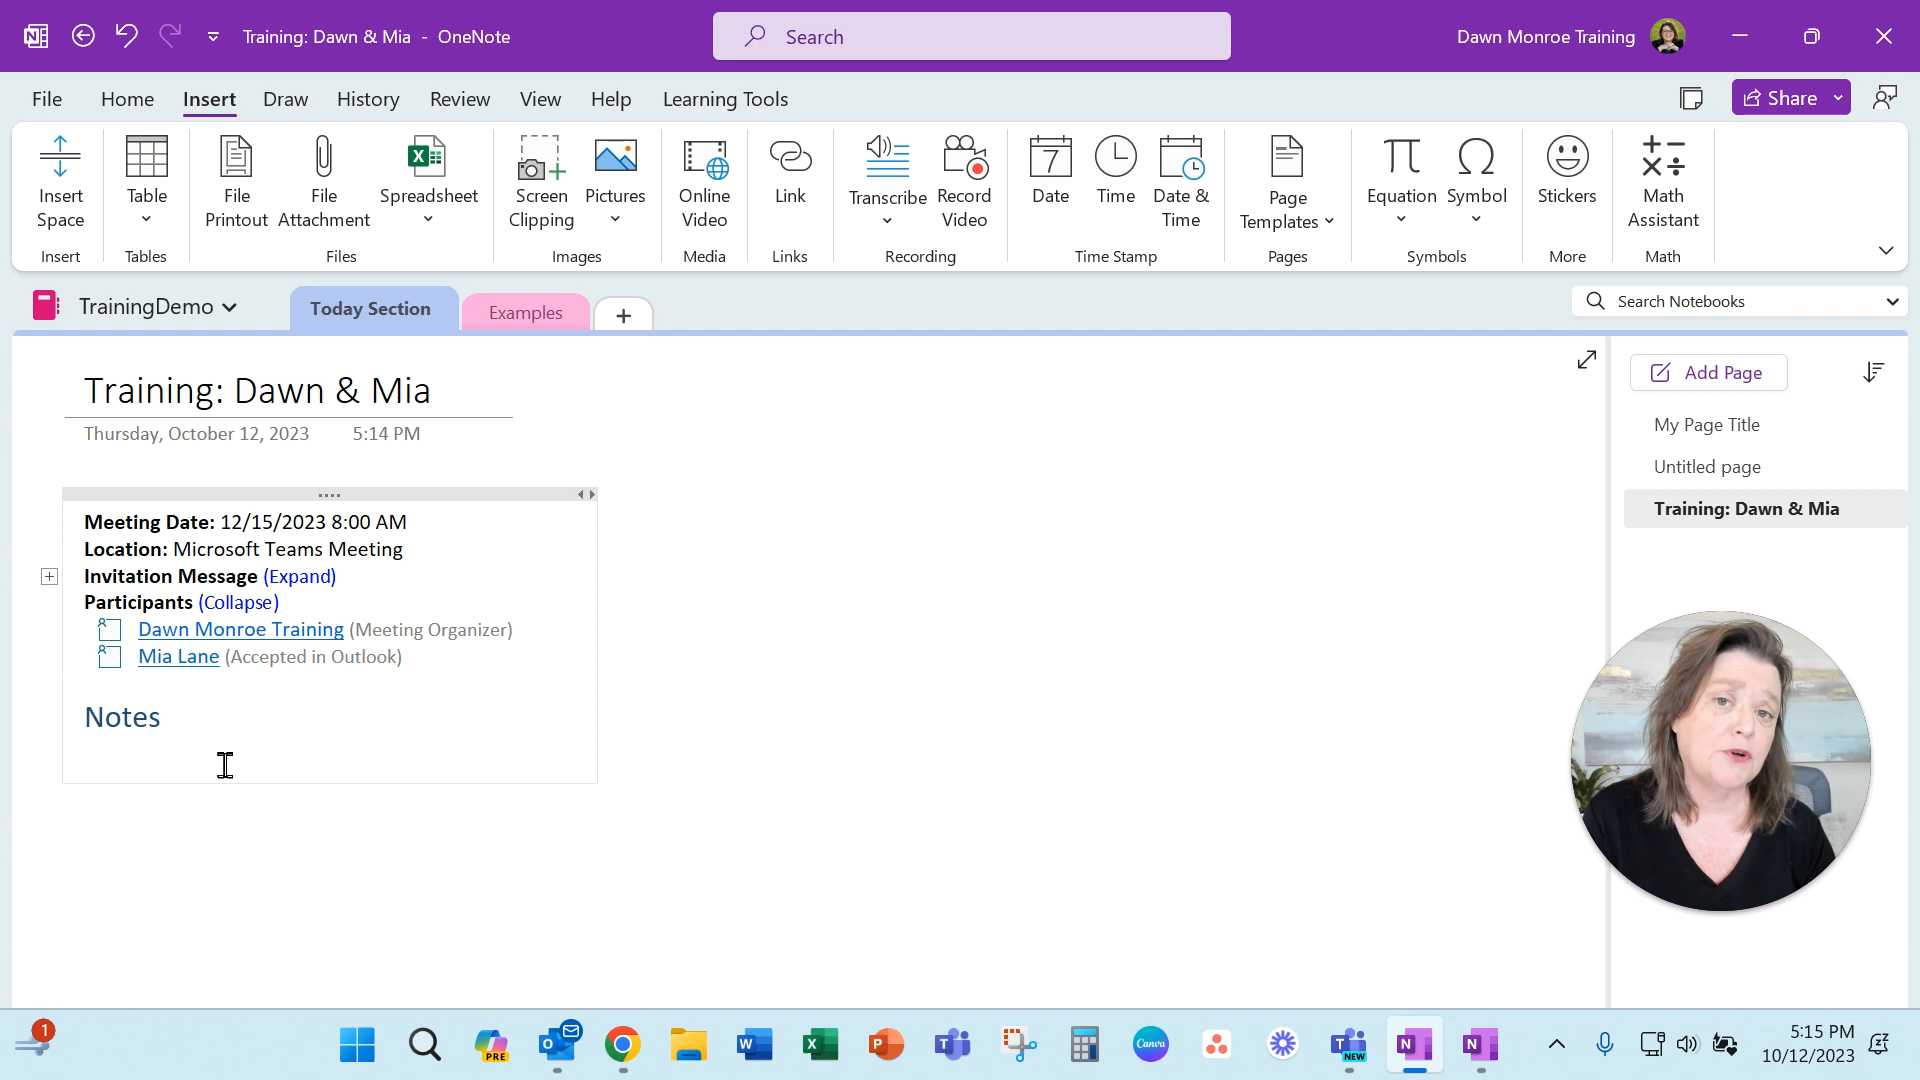 Training: Dawn & Mia - OneNote
Search
Dawn Monroe Training
File Home Insert Draw History Review View Help Learning Tools
Share
Insert Space
Table
File Printout
File Attachment
Spreadsheet
Screen Clipping
Pictures
Online Video
Link
Transcribe
Record Video
7
Date
Time
Date & Time
Page Templates
Equation
Symbol
Stickers
Math Assistant
Insert Tables Files Images Media Links Recording Time Stamp Pages Symbols More Math
TrainingDemo
Today Section
Examples
+
Search Notebooks
Training: Dawn & Mia
Thursday, October 12, 2023 5:14 PM
Meeting Date: 12/15/2023 8:00 AM
Location: Microsoft Teams Meeting
Invitation Message (Expand)
Participants (Collapse)
Dawn Monroe Training (Meeting Organizer)
Mia Lane (Accepted in Outlook)
Notes
Add Page
My Page Title
Untitled page
Training: Dawn & Mia
1
PRE
Canva
NEW
5:15 PM
10/12/2023